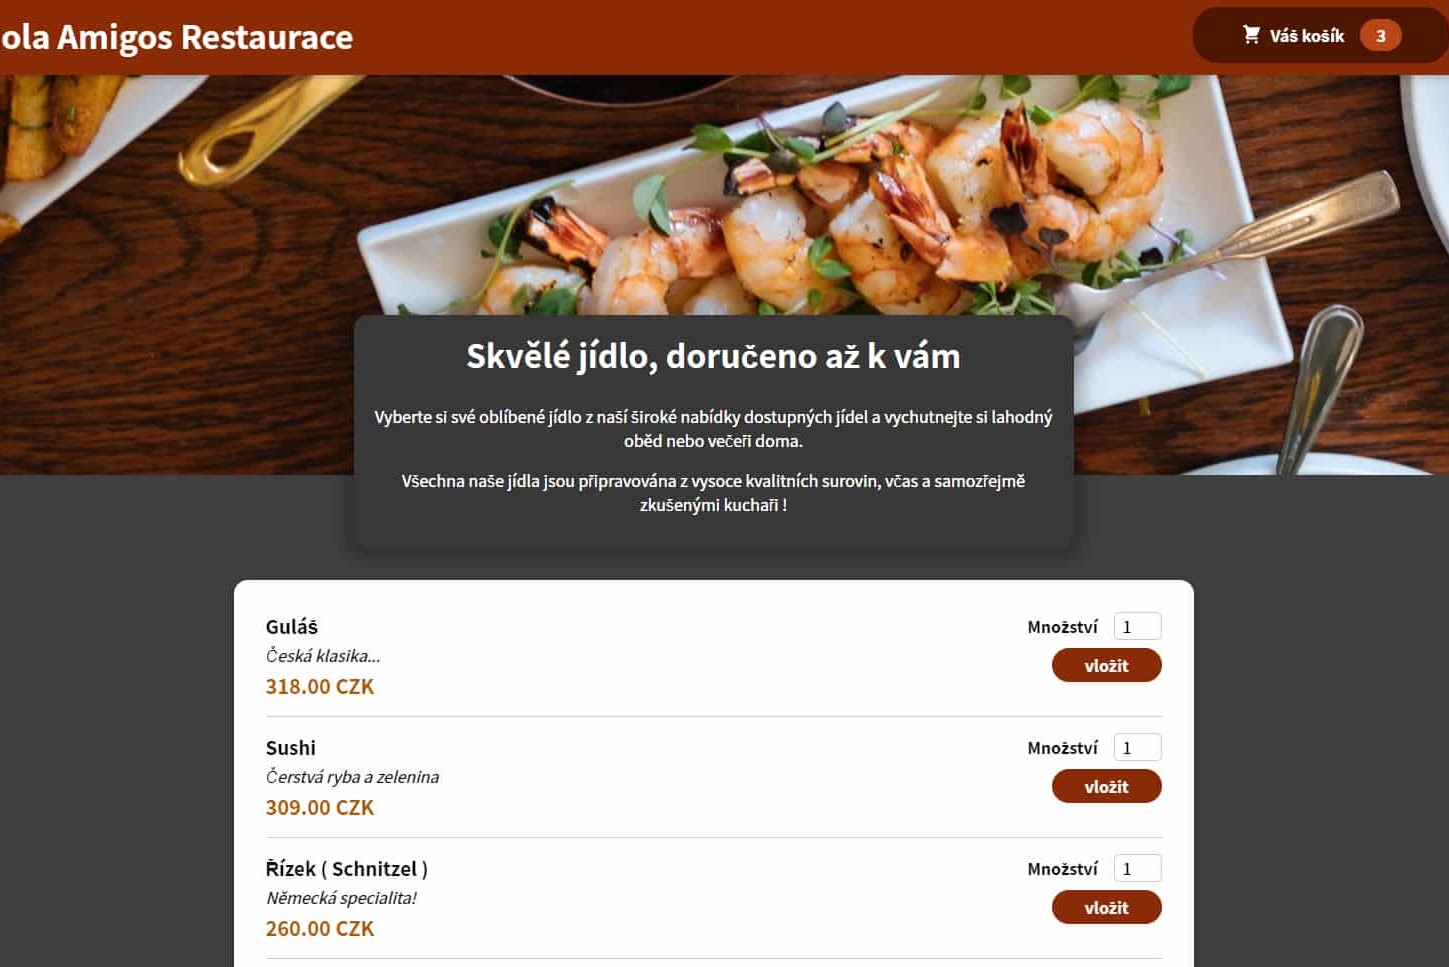 ola Amigos Restaurace
Váš košík 3
Skvělé jídlo, doručeno až k vám
Vyberte si své oblíbené jídlo z naší široké nabídky dostupných jídel a vychutnejte si lahodný
oběd nebo večeři doma.
Všechna naše jídla jsou připravována z vysoce kvalitních surovin, včas a samozřejmě
zkušenými kuchaři !
Guláš
Množství 1
Česká klasika...
vložit
318.00 CZK
Sushi
Množství 1
Čerstvá ryba a zelenina
vložit
309.00 CZK
Řízek ( Schnitzel )
Množství 1
Německá specialita!
vložit
260.00 CZK